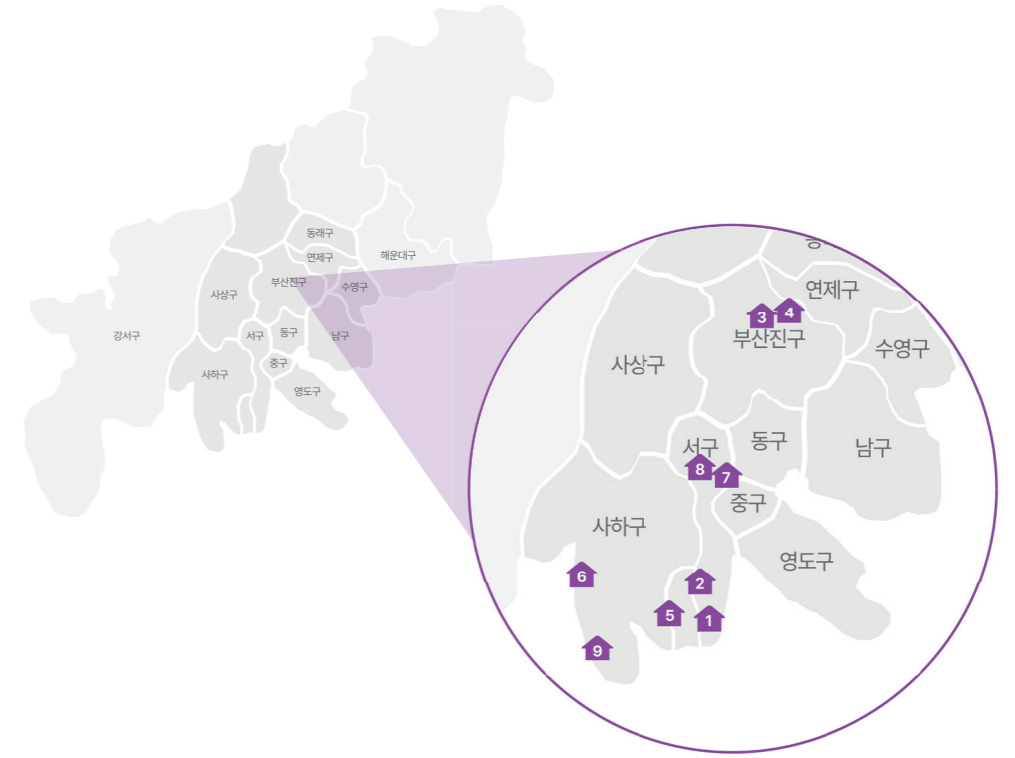 동래구
연제구
해운대구
부산진구
수영구
사상구
강서구
서구
동구
남구
중구
사하구
영도구
연제구
3
4
부산진구
수영구
사상구
동구
서구
남구
8
7
중구
사하구
영도구
6
2
5
1
9